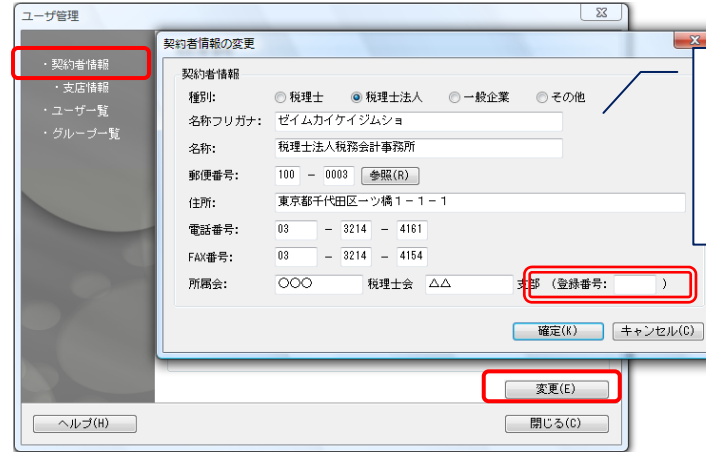 ユーザ管理
・契約者情報
・支店情報
・ユーザ一覧
・グループ一覧
契約者情報の変更
契約者情報
種別: 税理士 税理士法人 一般企業 その他
名称フリガナ: ゼイムカイケイジムショ
名称: 税理士法人税務会計事務所
郵便番号: 100 － 0003 参照(R)
住所: 東京都千代田区一ツ橋１－１－１
電話番号: 03 － 3214 － 4161
FAX番号: 03 － 3214 － 4154
所属会: ○○○ 税理士会 △△ 支部 (登録番号: )
確定(K) キャンセル(C)
変更(E)
ヘルプ(H) 閉じる(C)